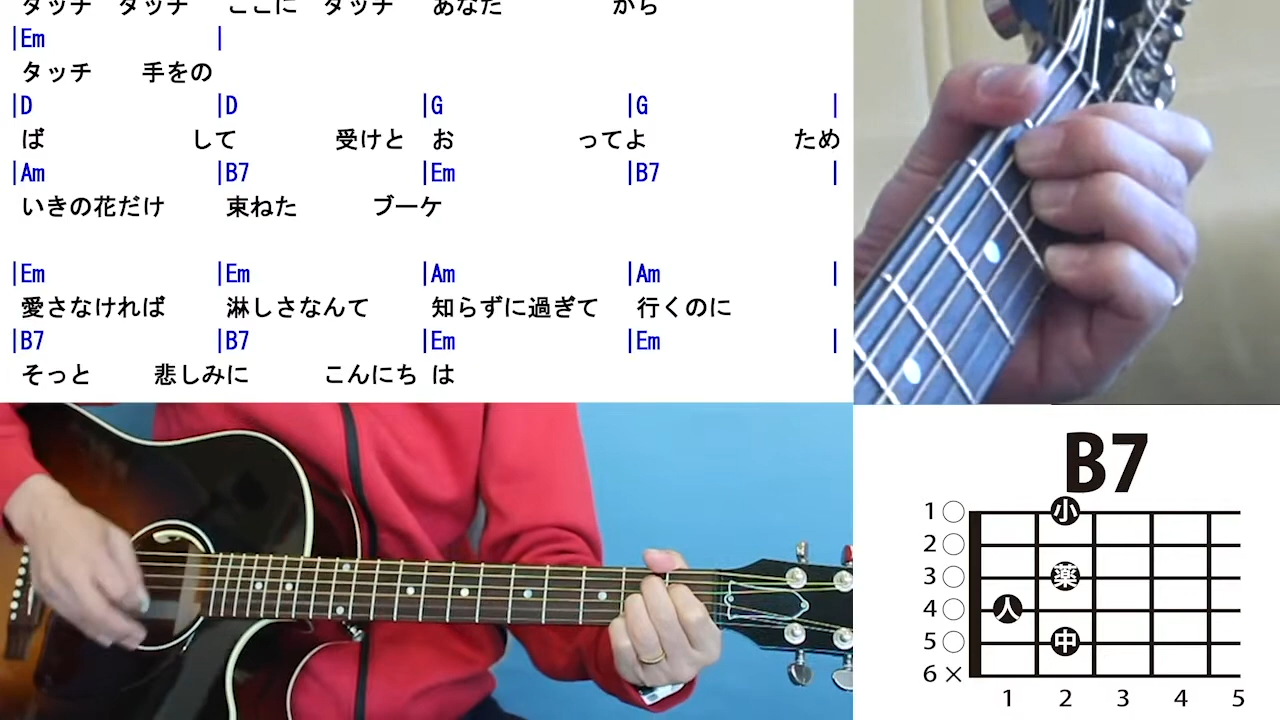 タッチ タッチ ここに タッチ あなた から
|Em |
タッチ 手をの
|D |D |G |G |
ば して 受けと お ってよ ため
|Am |B7 |Em |B7 |
いきの花だけ 束ねた ブーケ
|Em |Em |Am |Am |
愛さなければ 淋しさなんて 知らずに過ぎて 行くのに
|B7 |B7 |Em |Em |
そっと 悲しみに こんにち は
B7
1 ○ 小
2 ○
3 ○ 薬
4 ○ 人
5 ○ 中
6 ×
1 2 3 4 5